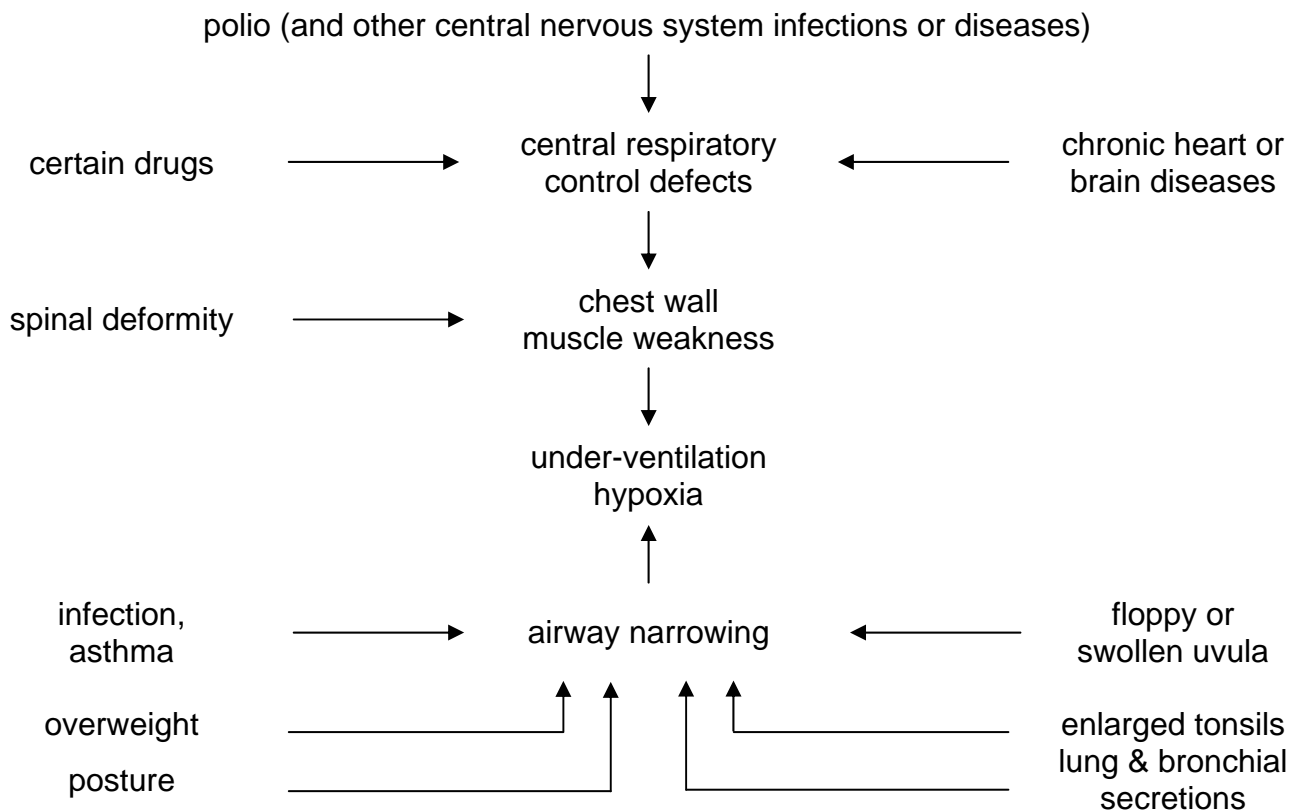 polio (and other central nervous system infections or diseases)
certain drugs
central respiratory
control defects
chronic heart or
brain diseases
spinal deformity
chest wall
muscle weakness
under-ventilation
hypoxia
infection,
asthma
airway narrowing
floppy or
swollen uvula
overweight
posture
enlarged tonsils
lung & bronchial
secretions